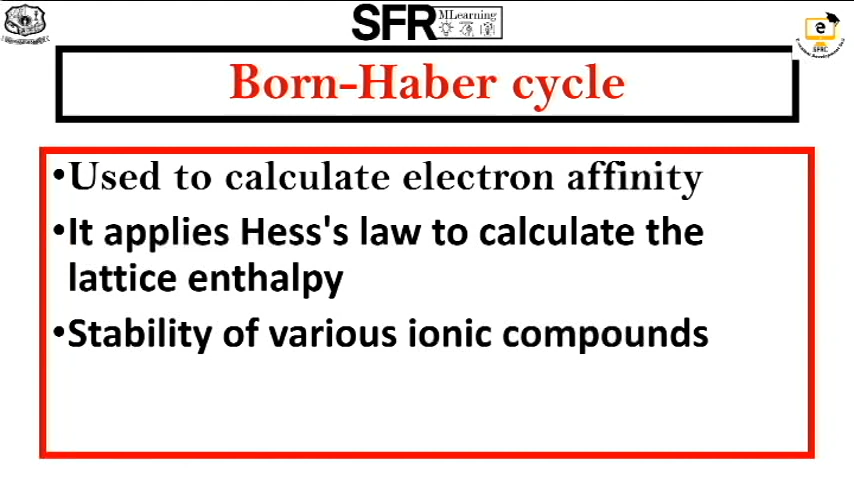 SFR MLearning
e
SFRC
Born-Haber cycle
•Used to calculate electron affinity
•It applies Hess's law to calculate the
lattice enthalpy
•Stability of various ionic compounds